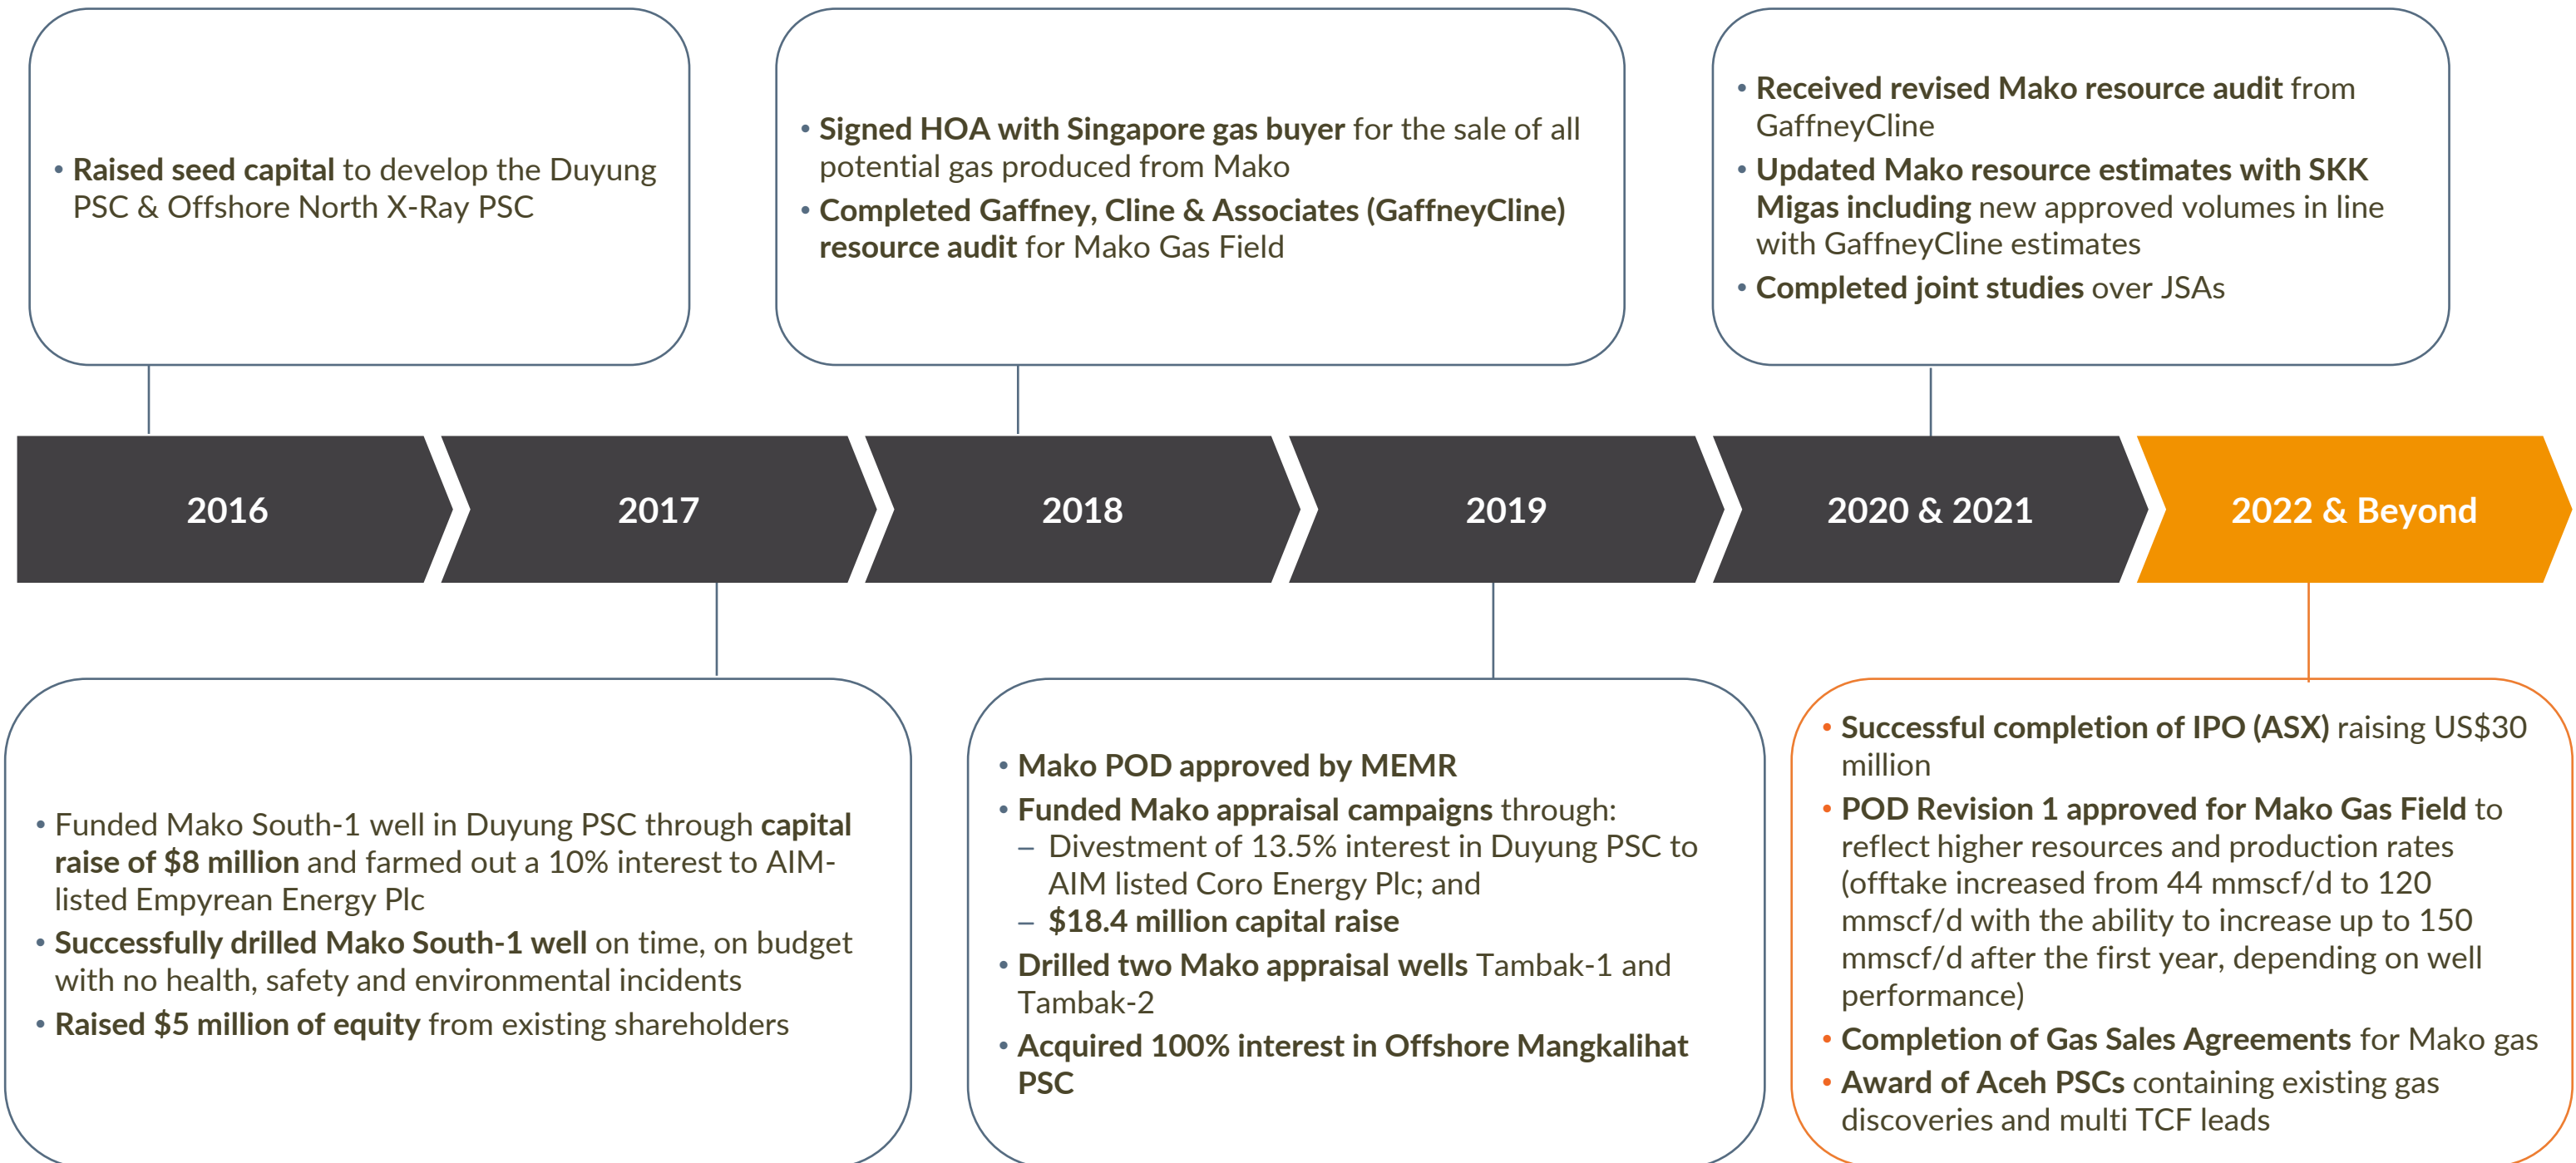 • Raised seed capital to develop the Duyung
PSC & Offshore North X-Ray PSC
• Signed HOA with Singapore gas buyer for the sale of all
potential gas produced from Mako
• Completed Gaffney, Cline & Associates (GaffneyCline)
resource audit for Mako Gas Field
• Received revised Mako resource audit from
GaffneyCline
• Updated Mako resource estimates with SKK
Migas including new approved volumes in line
with GaffneyCline estimates
• Completed joint studies over JSAs
2016
2017
2018
2019
2020 & 2021
2022 & Beyond
• Funded Mako South-1 well in Duyung PSC through capital
raise of $8 million and farmed out a 10% interest to AIM-
listed Empyrean Energy Plc
• Successfully drilled Mako South-1 well on time, on budget
with no health, safety and environmental incidents
• Raised $5 million of equity from existing shareholders
• Mako POD approved by MEMR
• Funded Mako appraisal campaigns through:
– Divestment of 13.5% interest in Duyung PSC to
AIM listed Coro Energy Plc; and
– $18.4 million capital raise
• Drilled two Mako appraisal wells Tambak-1 and
Tambak-2
• Acquired 100% interest in Offshore Mangkalihat
PSC
• Successful completion of IPO (ASX) raising US$30
million
• POD Revision 1 approved for Mako Gas Field to
reflect higher resources and production rates
(offtake increased from 44 mmscf/d to 120
mmscf/d with the ability to increase up to 150
mmscf/d after the first year, depending on well
performance)
• Completion of Gas Sales Agreements for Mako gas
• Award of Aceh PSCs containing existing gas
discoveries and multi TCF leads